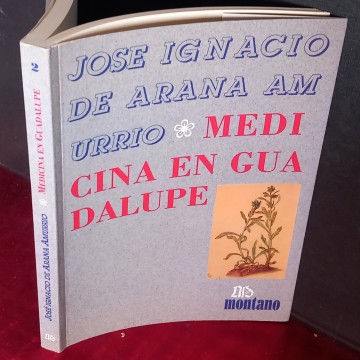 JOSE IGNACIO
DE ARANA AM
URRIO ❀ MEDI
CINA EN GUA
DALUPE
montano
2
MEDICINA EN GUADALUPE
JOSÉ IGNACIO DE ARANA AMURRIO